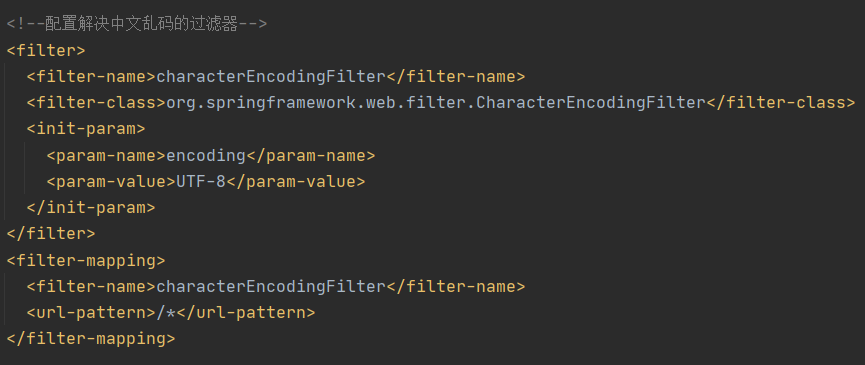 <!--配置解决中文乱码的过滤器-->
<filter>
  <filter-name>characterEncodingFilter</filter-name>
  <filter-class>org.springframework.web.filter.CharacterEncodingFilter</filter-class>
  <init-param>
    <param-name>encoding</param-name>
    <param-value>UTF-8</param-value>
  </init-param>
</filter>
<filter-mapping>
  <filter-name>characterEncodingFilter</filter-name>
  <url-pattern>/*</url-pattern>
</filter-mapping>